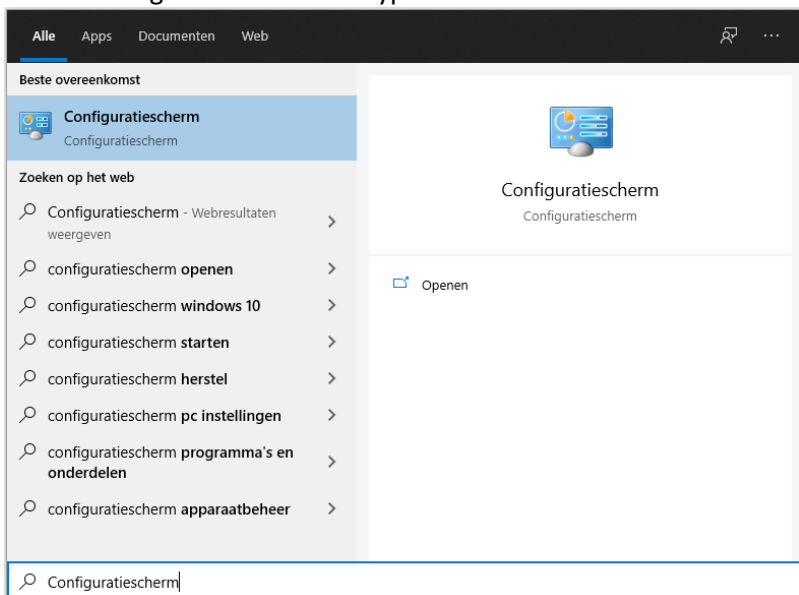 Alle Apps Documenten Web
Beste overeenkomst
Configuratiescherm
Configuratiescherm
Zoeken op het web
Configuratiescherm - Webresultaten
weergeven
configuratiescherm openen
configuratiescherm windows 10
configuratiescherm starten
configuratiescherm herstel
configuratiescherm pc instellingen
configuratiescherm programma's en
onderdelen
configuratiescherm apparaatbeheer
Configuratiescherm
Configuratiescherm
Openen
Configuratiescherm